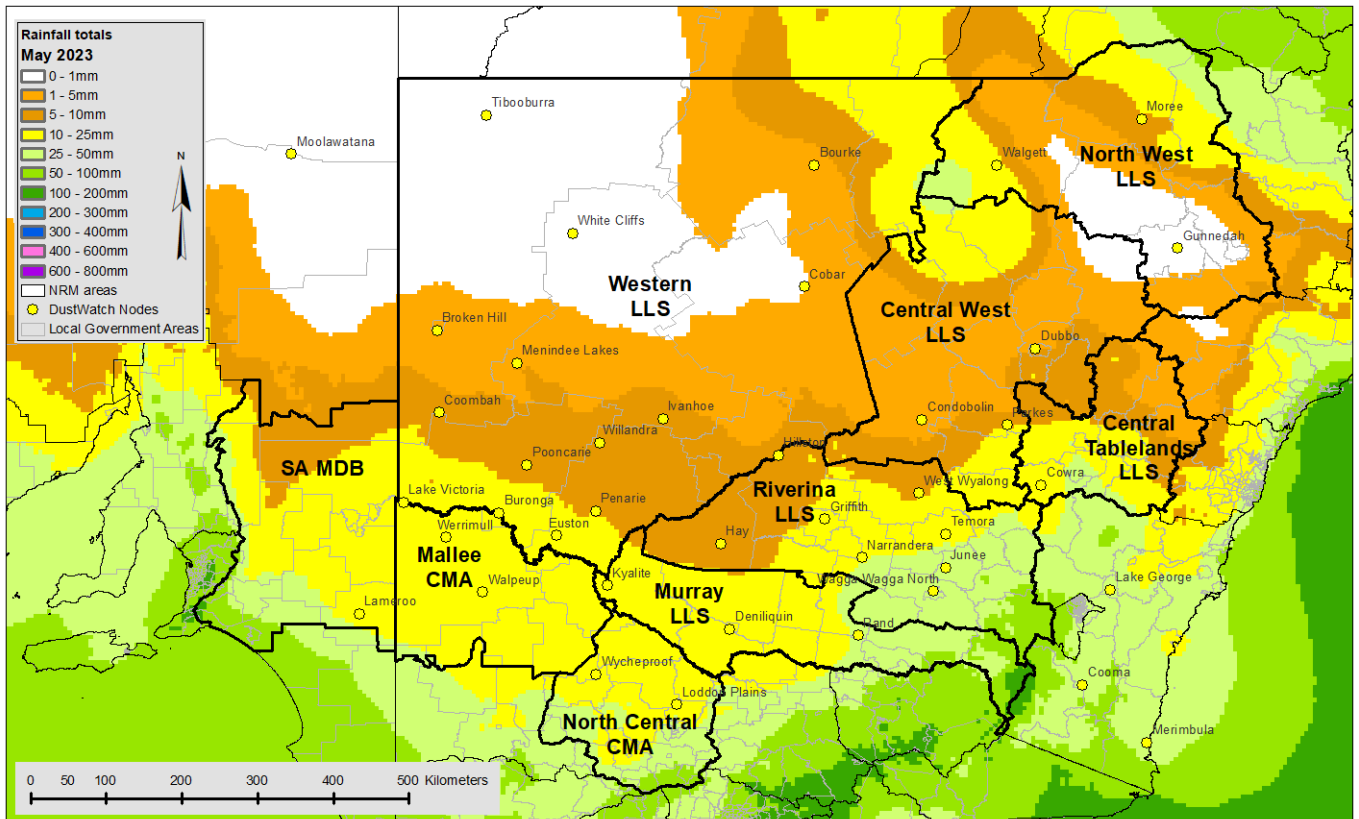 Rainfall totals
May 2023
0 - 1mm
1 - 5mm
5 - 10mm
10 - 25mm
25 - 50mm
50 - 100mm
100 - 200mm
200 - 300mm
300 - 400mm
400 - 600mm
600 - 800mm
NRM areas
DustWatch Nodes
Local Government Areas
N
Tibooburra
Moolawatana
Moree
Bourke
Walgett
North West
LLS
White Cliffs
Gunnedah
Western
LLS
Cobar
Central West
LLS
Broken Hill
Dubbo
Menindee Lakes
Coombah
Ivanhoe
Condobolin
Parkes
Willandra
Hillston
Central
Tablelands
LLS
Pooncarie
SA MDB
Riverina
LLS
West Wyalong
Cowra
Lake Victoria
Buronga
Penarie
Griffith
Werrimull
Euston
Temora
Hay
Narrandera
Junee
Mallee
CMA
Walpeup
Kyalite
Wagga Wagga North
Lake George
Murray
LLS
Lameroo
Deniliquin
Rand
Wycheproof
Cooma
Loddon Plains
North Central
CMA
Merimbula
0 50 100 200 300 400 500 Kilometers